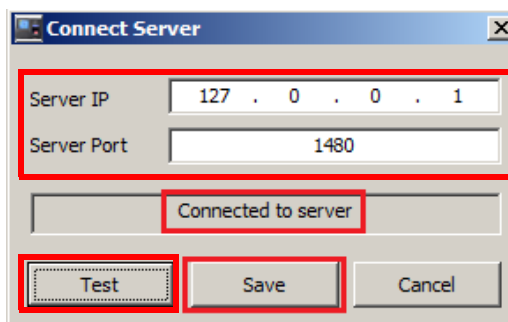 Connect Server
Server IP 127 . 0 . 0 . 1
Server Port 1480
Connected to server
Test Save Cancel